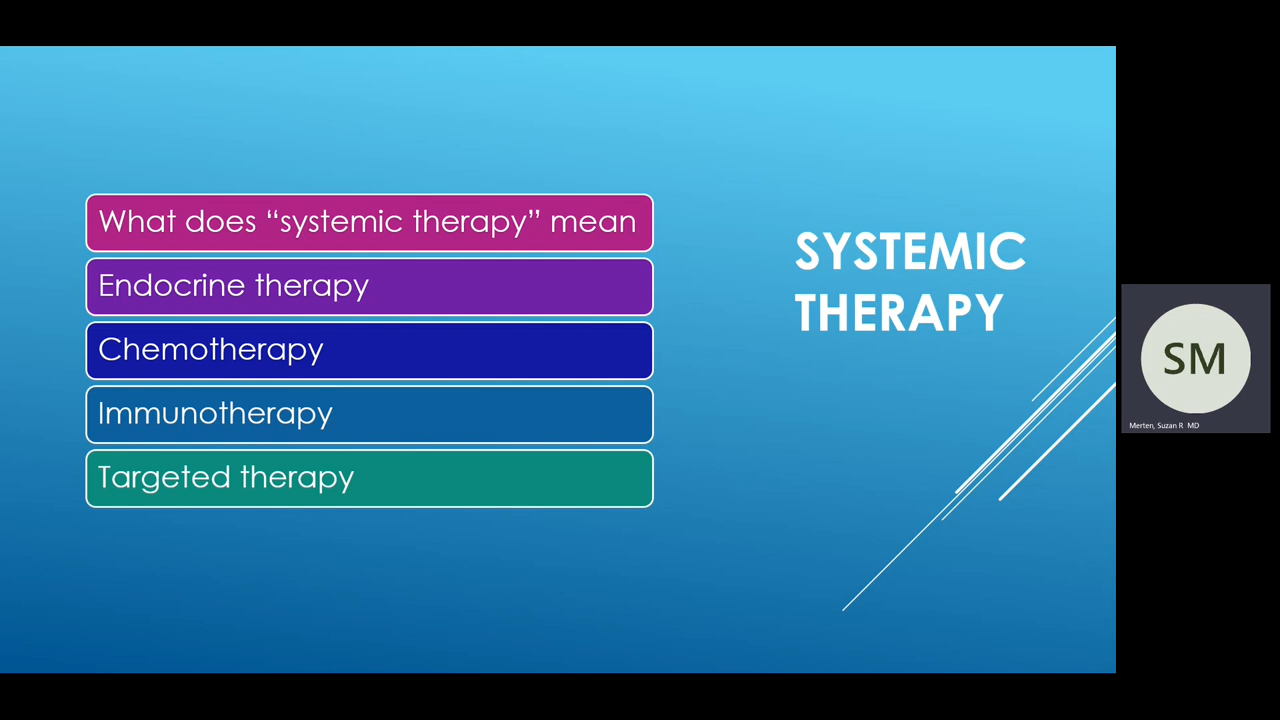 What does “systemic therapy” mean
Endocrine therapy
Chemotherapy
Immunotherapy
Targeted therapy
SYSTEMIC
THERAPY
SM
Merten, Suzan R MD